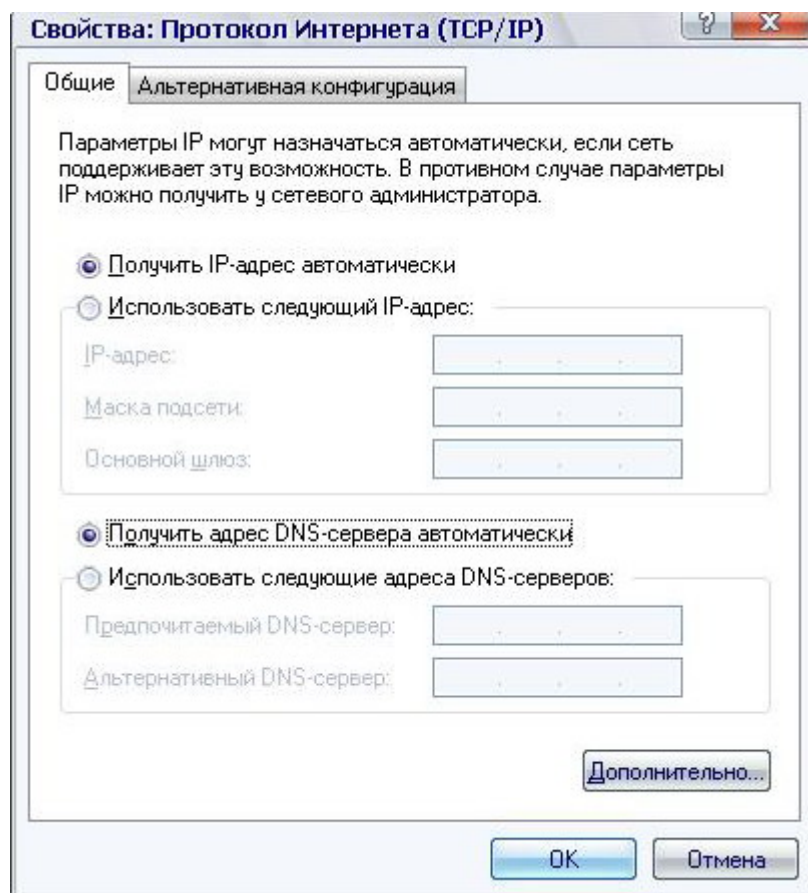 Свойства: Протокол Интернета (TCP/IP)
?
X
Общие
Альтернативная конфигурация
Параметры IP могут назначаться автоматически, если сеть
поддерживает эту возможность. В противном случае параметры
IP можно получить у сетевого администратора.
Получить IP-адрес автоматически
Использовать следующий IP-адрес:
IP-адрес:
Маска подсети:
Основной шлюз:
Получить адрес DNS-сервера автоматически
Использовать следующие адреса DNS-серверов:
Предпочитаемый DNS-сервер:
Альтернативный DNS-сервер:
Дополнительно...
OK
Отмена